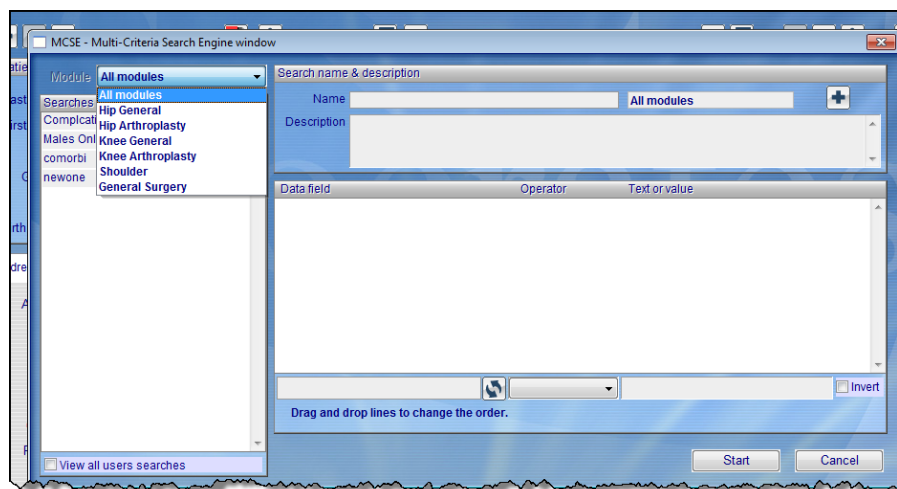 MCSE - Multi-Criteria Search Engine window
Module All modules
All modules
Hip General
Hip Arthroplasty
Knee General
Knee Arthroplasty
Shoulder
General Surgery
Searches
Complcati
Males Onl
comorbi
newone
View all users searches
Search name & description
Name All modules
Description
Data field Operator Text or value
Invert
Drag and drop lines to change the order.
Start Cancel